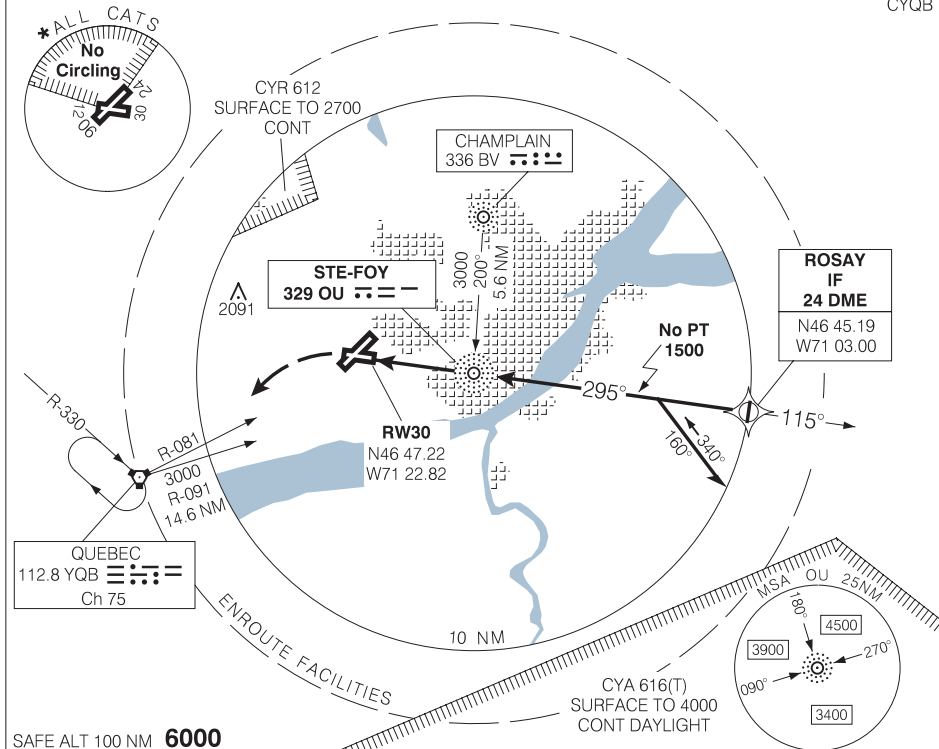 CYQB
*ALL CATS
No
Circling
24
30
12
06
CYR 612
SURFACE TO 2700
CONT
CHAMPLAIN
336 BV
3000
200°
5.6 NM
STE-FOY
329 OU
2091
ROSAY
IF
24 DME
N46 45.19
W71 03.00
No PT
1500
295°
115°
340°
160°
RW30
N46 47.22
W71 22.82
R-330
R-081
3000
R-091
14.6 NM
QUEBEC
112.8 YQB
Ch 75
ENROUTE FACILITIES
10 NM
CYA 616(T)
SURFACE TO 4000
CONT DAYLIGHT
MSA OU 25NM
180°
4500
3900
270°
090°
3400
SAFE ALT 100 NM 6000